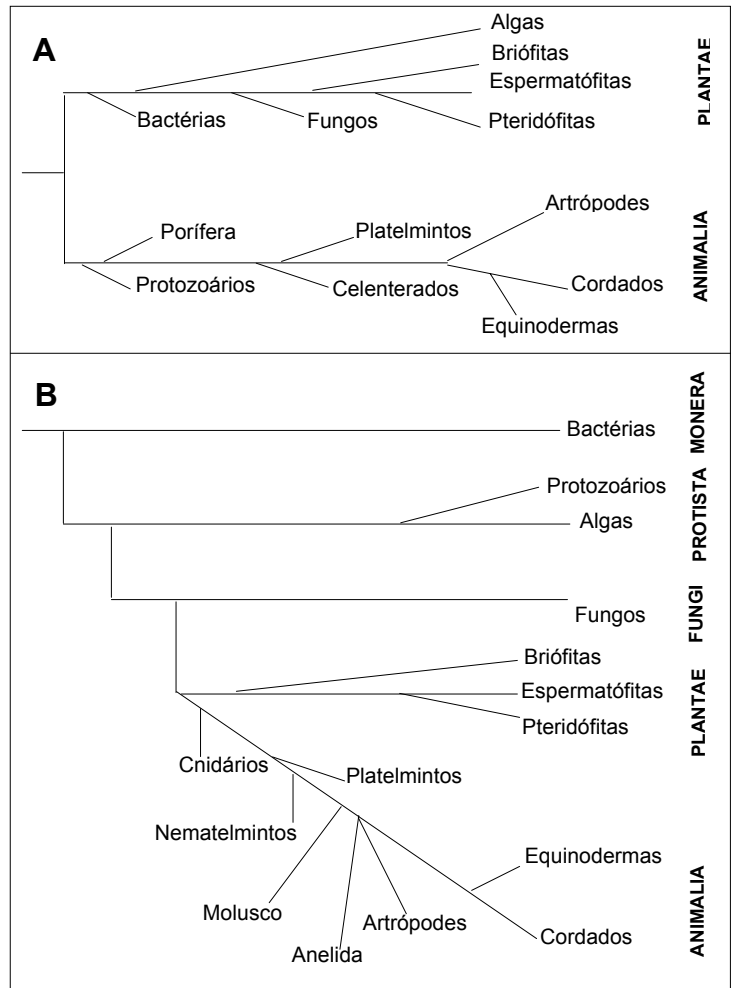 A
Algas
Briófitas
Espermatófitas
Bactérias
Fungos
Pteridófitas
PLANTAE
Artrópodes
Porífera
Platelmintos
Protozoários
Celenterados
Cordados
Equinodermas
ANIMALIA
B
Bactérias
MONERA
Protozoários
Algas
PROTISTA
Fungos
FUNGI
Briófitas
Espermatófitas
Pteridófitas
PLANTAE
Cnidários
Platelmintos
Nematelmintos
Equinodermas
Molusco
Artrópodes
Anelida
Cordados
ANIMALIA